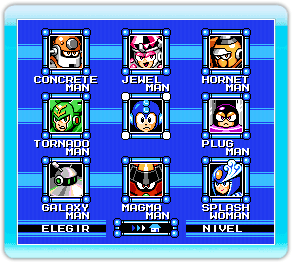 CONCRETE MAN
JEWEL MAN
HORNET MAN
TORNADO MAN
PLUG MAN
GALAXY MAN
MAGMA MAN
SPLASH WOMAN
ELEGIR
NIVEL